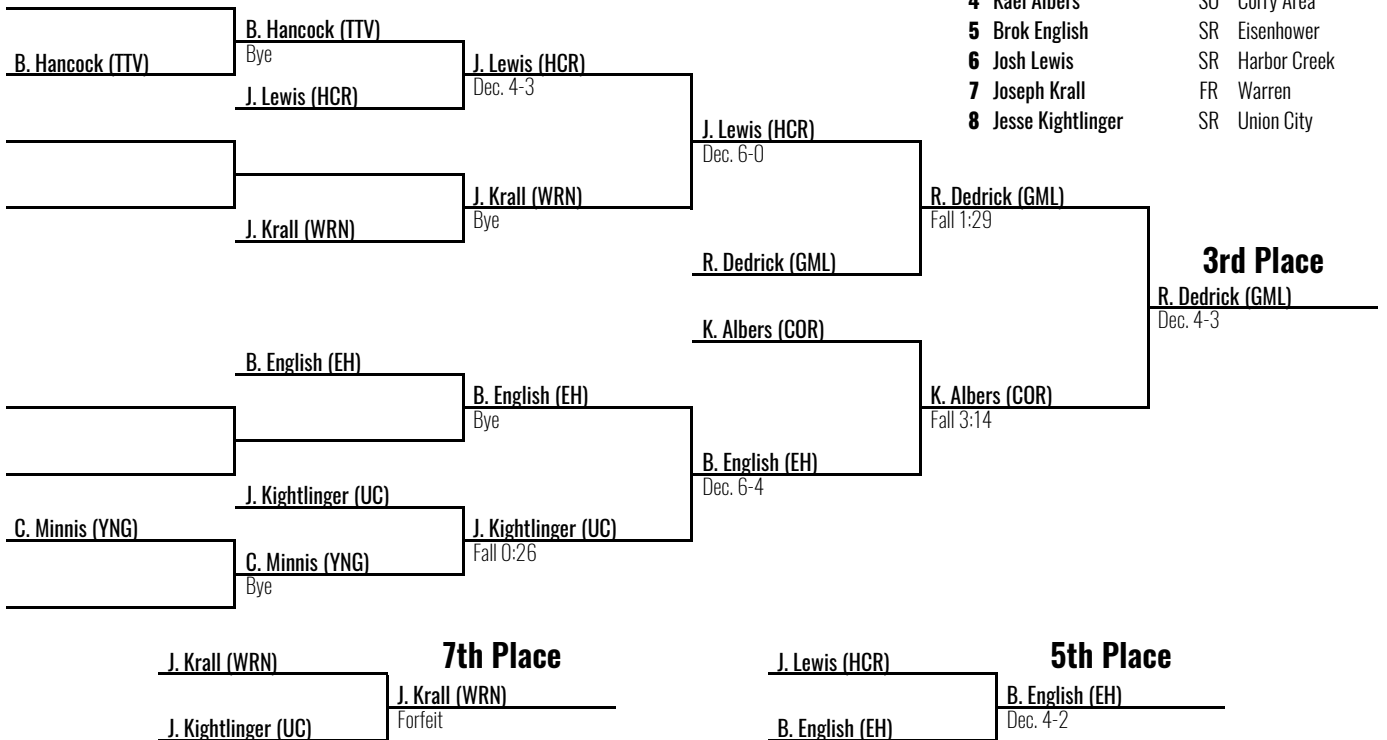 4 Kael Albers SO Corry Area
5 Brok English SR Eisenhower
6 Josh Lewis SR Harbor Creek
7 Joseph Krall FR Warren
8 Jesse Kightlinger SR Union City
B. Hancock (TTV)
B. Hancock (TTV)
Bye
J. Lewis (HCR)
J. Lewis (HCR)
Dec. 4-3
J. Krall (WRN)
J. Krall (WRN)
Bye
J. Lewis (HCR)
Dec. 6-0
R. Dedrick (GML)
R. Dedrick (GML)
Fall 1:29
3rd Place
R. Dedrick (GML)
Dec. 4-3
K. Albers (COR)
K. Albers (COR)
Fall 3:14
B. English (EH)
B. English (EH)
Bye
B. English (EH)
Dec. 6-4
J. Kightlinger (UC)
J. Kightlinger (UC)
Fall 0:26
C. Minnis (YNG)
C. Minnis (YNG)
Bye
7th Place
J. Krall (WRN)
J. Krall (WRN)
Forfeit
J. Kightlinger (UC)
5th Place
J. Lewis (HCR)
B. English (EH)
Dec. 4-2
B. English (EH)